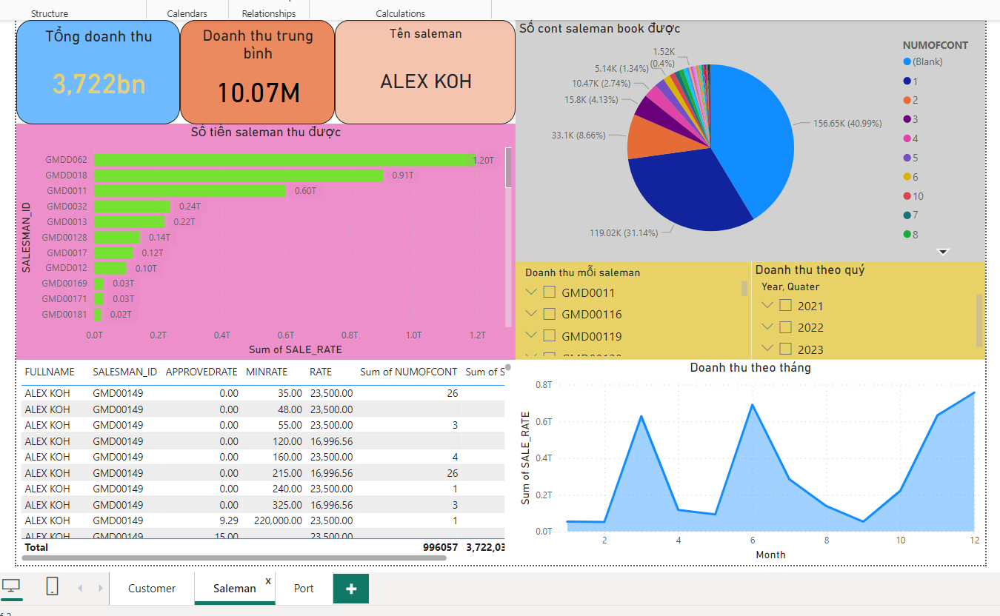 Structure
Calendars
Relationships
Calculations
Tổng doanh thu
3,722bn
Doanh thu trung
bình
10.07M
Tên saleman
ALEX KOH
Số cont saleman book được
1.52K
(0.4%)
5.14K (1.34%)
10.47K (2.74%)
15.8K (4.13%)
33.1K (8.66%)
119.02K (31.14%)
156.65K (40.99%)
NUMOFCONT
(Blank)
1
2
3
4
5
6
10
7
8
Số tiền saleman thu được
SALESMAN_ID
GMDD062 1.20T
GMDD018 0.91T
GMD0011 0.60T
GMD0032 0.24T
GMD0013 0.22T
GMD00128 0.14T
GMD0017 0.12T
GMDD012 0.10T
GMD00169 0.03T
GMD00171 0.03T
GMD00181 0.02T
0.0T 0.2T 0.4T 0.6T 0.8T 1.0T 1.2T
Sum of SALE_RATE
Doanh thu mỗi saleman
GMD0011
GMD00116
GMD00119
Doanh thu theo quý
Year, Quater
2021
2022
2023
FULLNAME SALESMAN_ID APPROVEDRATE MINRATE RATE Sum of NUMOFCONT Sum of S
ALEX KOH GMD00149 0.00 35.00 23,500.00 26
ALEX KOH GMD00149 0.00 48.00 23,500.00
ALEX KOH GMD00149 0.00 55.00 23,500.00 3
ALEX KOH GMD00149 0.00 120.00 16,996.56
ALEX KOH GMD00149 0.00 160.00 23,500.00 4
ALEX KOH GMD00149 0.00 215.00 16,996.56 26
ALEX KOH GMD00149 0.00 240.00 23,500.00 1
ALEX KOH GMD00149 0.00 325.00 16,996.56 3
ALEX KOH GMD00149 9.29 220,000.00 23,500.00 1
ALEX KOH GMD00149 15.00 23,500.00
Total 996057 3,722,03
Doanh thu theo tháng
Sum of SALE_RATE
0.8T
0.6T
0.4T
0.2T
0.0T
2 4 6 8 10 12
Month
Customer
Saleman
x
Port
+